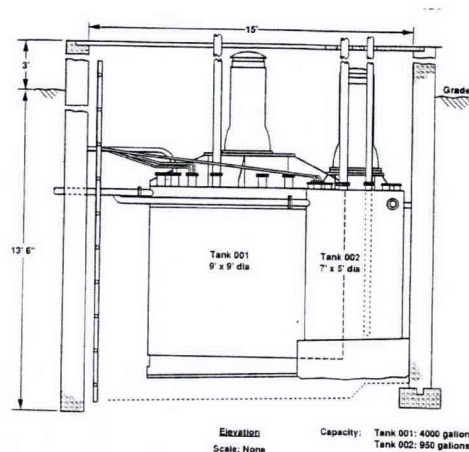 15'
3'
Grade
13' 6"
Tank 001
9' x 9' dia
Tank 002
7' x 5' dia
Elevation
Scale: None
Capacity: Tank 001: 4000 gallon
Tank 002: 950 gallons